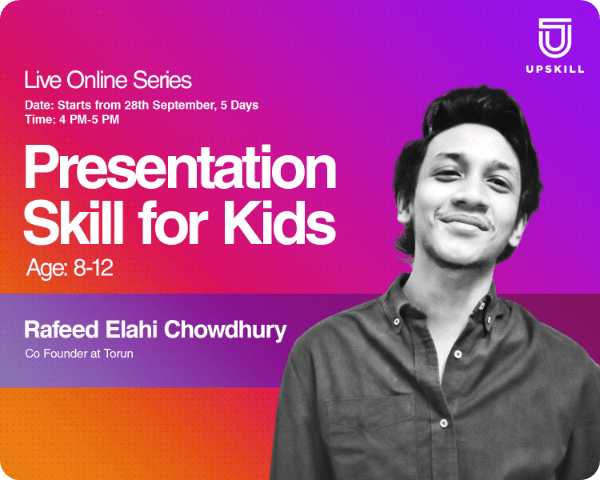 UPSKILL
Live Online Series
Date: Starts from 28th September, 5 Days
Time: 4 PM-5 PM
Presentation
Skill for Kids
Age: 8-12
Rafeed Elahi Chowdhury
Co Founder at Torun